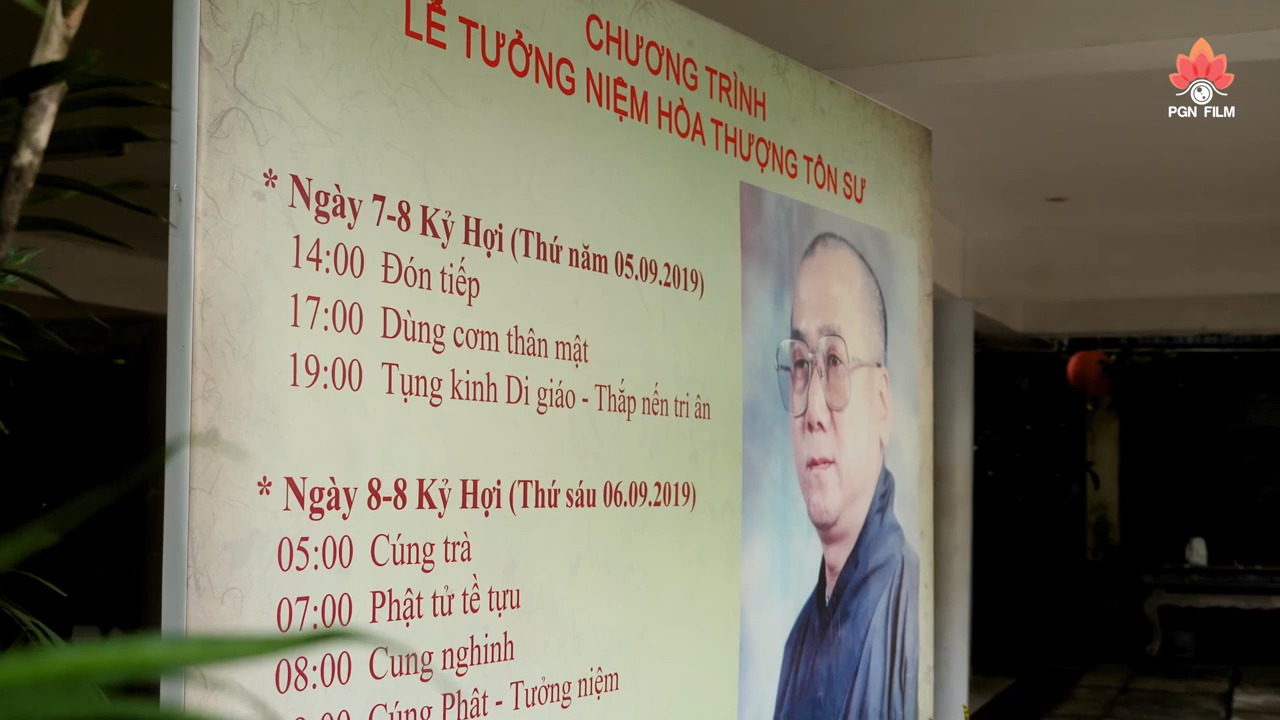 CHƯƠNG TRÌNH
LỄ TƯỞNG NIỆM HÒA THƯỢNG TÔN SƯ
* Ngày 7-8 Kỷ Hợi (Thứ năm 05.09.2019)
14:00 Đón tiếp
17:00 Dùng cơm thân mật
19:00 Tụng kinh Di giáo - Thắp nến tri ân
* Ngày 8-8 Kỷ Hợi (Thứ sáu 06.09.2019)
05:00 Cúng trà
07:00 Phật tử tề tựu
08:00 Cung nghinh
Cúng Phật - Tưởng niệm
PGN FILM